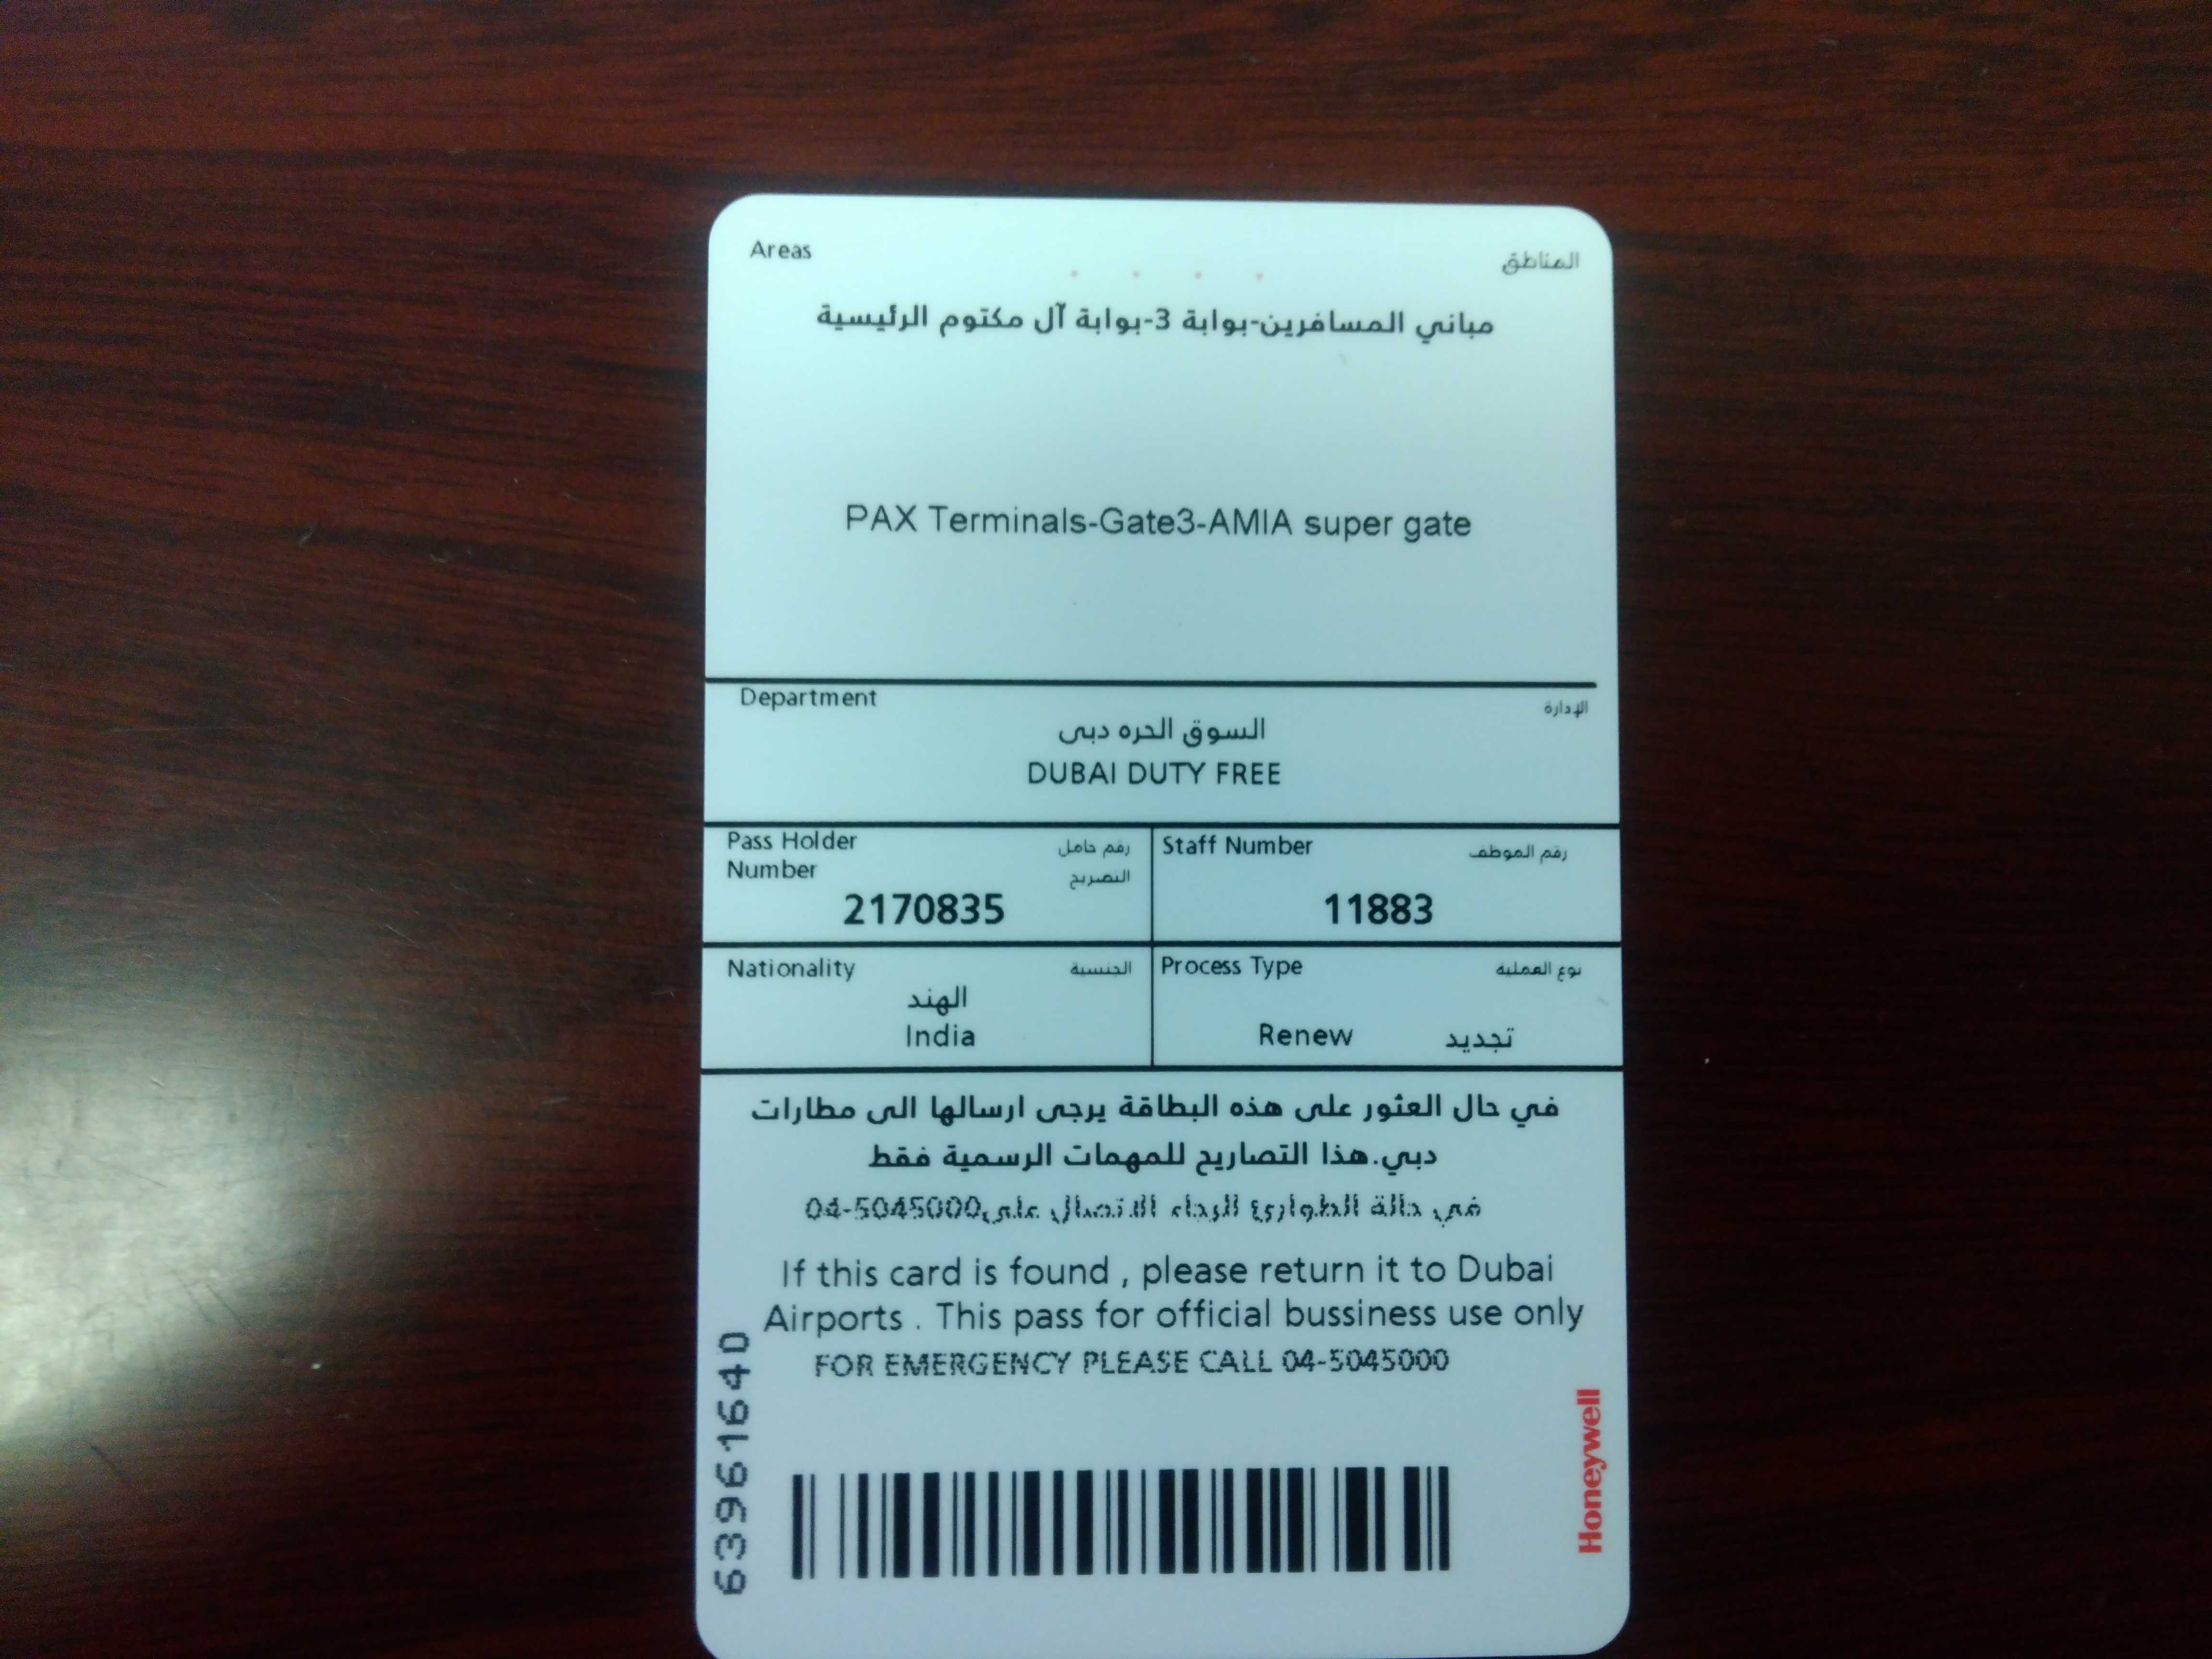 Areas
المناطق
مباني المسافرين-بوابة 3-بوابة آل مكتوم الرئيسية
PAX Terminals-Gate3-AMIA super gate
Department
الإدارة
السوق الحره دبى
DUBAI DUTY FREE
Pass Holder Number
رقم حامل التصريح
2170835
Staff Number
رقم الموظف
11883
Nationality
الجنسية
الهند
India
Process Type
نوع العملية
Renew تجديد
في حال العثور على هذه البطاقة يرجى ارسالها الى مطارات
دبي.هذا التصاريح للمهمات الرسمية فقط
في حالة الطوارئ الرجاء الاتصال على04-5045000
If this card is found , please return it to Dubai
Airports . This pass for official bussiness use only
FOR EMERGENCY PLEASE CALL 04-5045000
63961640
Honeywell